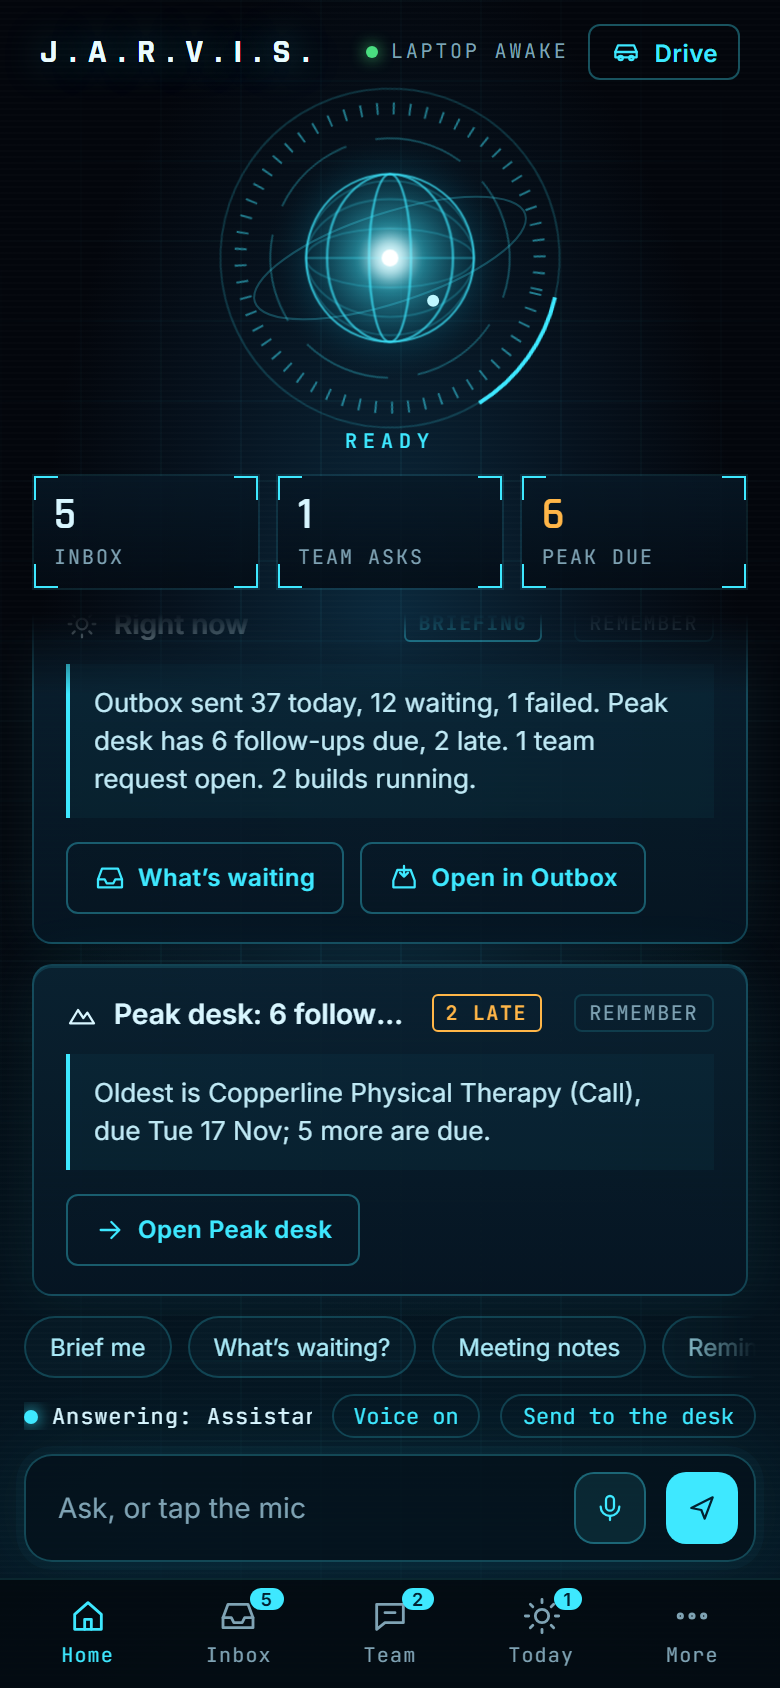 J.A.R.V.I.S.
LAPTOP AWAKE
Drive
READY
5
INBOX
1
TEAM ASKS
6
PEAK DUE
Right now
BRIEFING
REMEMBER
Outbox sent 37 today, 12 waiting, 1 failed. Peak
desk has 6 follow-ups due, 2 late. 1 team
request open. 2 builds running.
What's waiting
Open in Outbox
Peak desk: 6 follow...
2 LATE
REMEMBER
Oldest is Copperline Physical Therapy (Call),
due Tue 17 Nov; 5 more are due.
Open Peak desk
Brief me
What's waiting?
Meeting notes
Answering:
Voice on
Send to the desk
Ask, or tap the mic
5
2
1
Home
Inbox
Team
Today
More